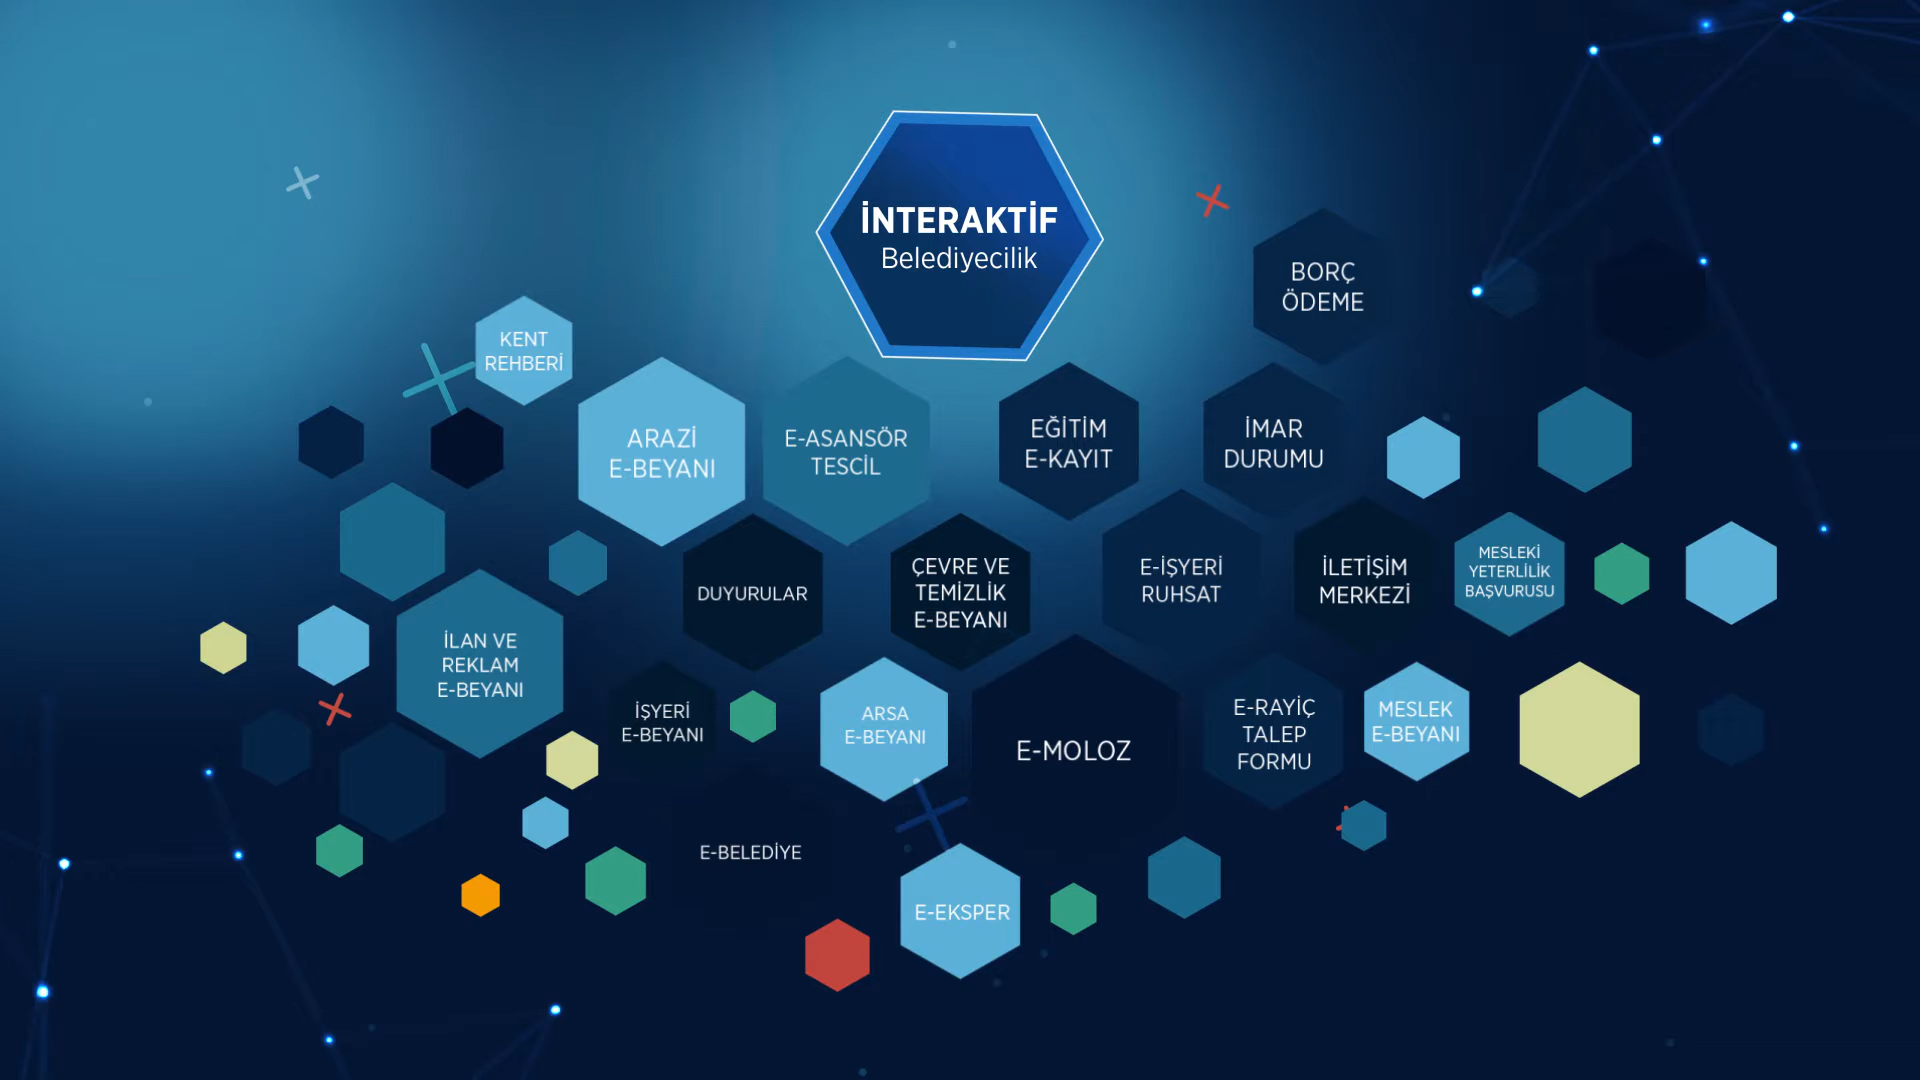 İNTERAKTİF
Belediyecilik
BORÇ
ÖDEME
KENT
REHBERİ
ARAZİ
E-BEYANI
E-ASANSÖR
TESCİL
EĞİTİM
E-KAYIT
İMAR
DURUMU
DUYURULAR
ÇEVRE VE
TEMİZLİK
E-BEYANI
E-İŞYERİ
RUHSAT
İLETİŞİM
MERKEZİ
MESLEKİ
YETERLİLİK
BAŞVURUSU
İLAN VE
REKLAM
E-BEYANI
İŞYERİ
E-BEYANI
ARSA
E-BEYANI
E-MOLOZ
E-RAYİÇ
TALEP
FORMU
MESLEK
E-BEYANI
E-BELEDİYE
E-EKSPER